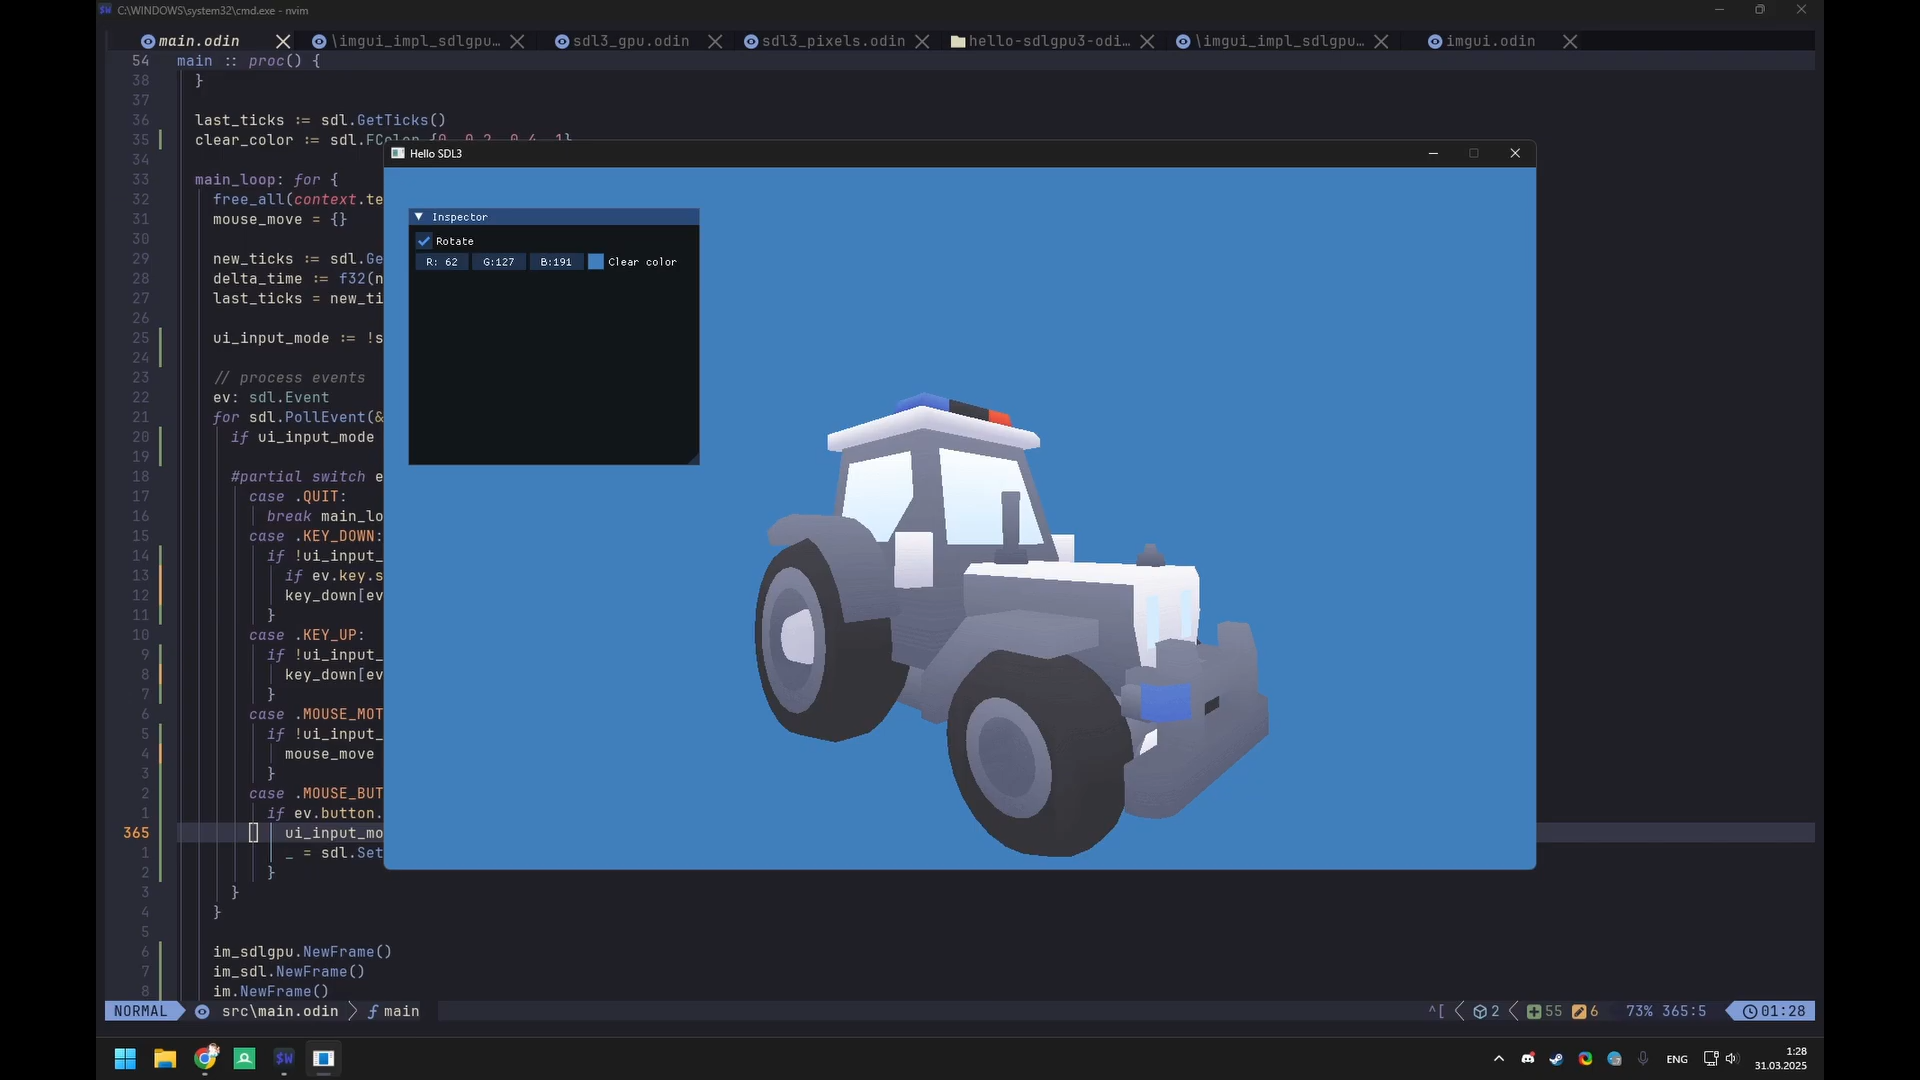 C:\WINDOWS\system32\cmd.exe - nvim
main.odin \imgui_impl_sdlgpu… sdl3_gpu.odin sdl3_pixels.odin hello-sdlgpu3-odi… \imgui_impl_sdlgpu… imgui.odin
54 main :: proc() {
38 }
37
36 last_ticks := sdl.GetTicks()
35 clear_color := sdl.FColor {0, 0.2, 0.4, 1}
34
33 main_loop: for {
32 free_all(context.te
31 mouse_move = {}
30
29 new_ticks := sdl.Ge
28 delta_time := f32(n
27 last_ticks = new_ti
26
25 ui_input_mode := !s
24
23 // process events
22 ev: sdl.Event
21 for sdl.PollEvent(&
20 if ui_input_mode
19
18 #partial switch e
17 case .QUIT:
16 break main_lo
15 case .KEY_DOWN:
14 if !ui_input_
13 if ev.key.s
12 key_down[ev
11 }
10 case .KEY_UP:
9 if !ui_input_
8 key_down[ev
7 }
6 case .MOUSE_MOT
5 if !ui_input_
4 mouse_move
3 }
2 case .MOUSE_BUT
1 if ev.button.
365 ui_input_mo
1 _ = sdl.Set
2 }
3 }
4 }
5
6 im_sdlgpu.NewFrame()
7 im_sdl.NewFrame()
8 im.NewFrame()
Hello SDL3
Inspector
Rotate
R: 62 G:127 B:191 Clear color
NORMAL src\main.odin main ^[ 2 55 6 73% 365:5 01:28
ENG
1:28
31.03.2025